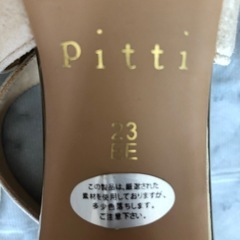 pitti
23
EE
この製品は、厳選された
素材を使用しておりますが、
多少色落ちします。
ご注意下さい。